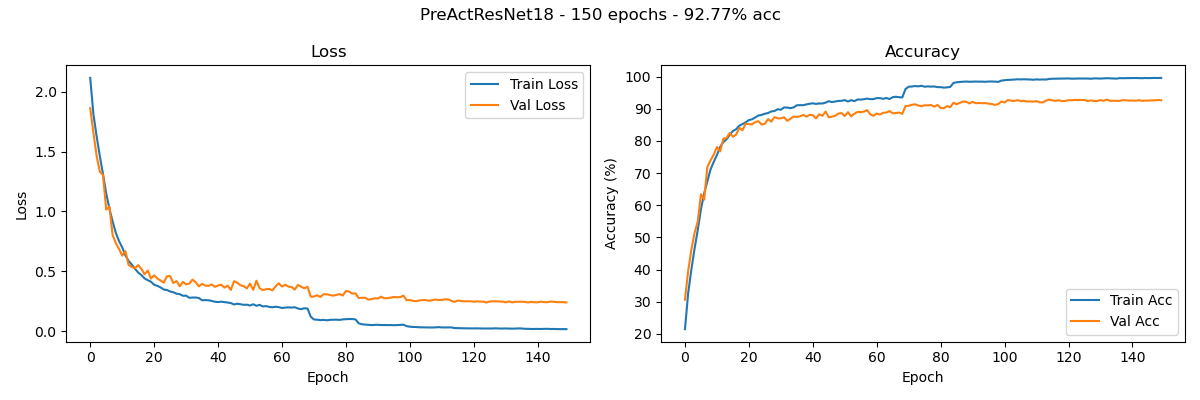 PreActResNet18 - 150 epochs - 92.77% acc
Loss
Train Loss
Val Loss
2.0
1.5
1.0
0.5
0.0
Loss
0 20 40 60 80 100 120 140
Epoch
Accuracy
100
90
80
70
60
50
40
30
20
Accuracy (%)
Train Acc
Val Acc
0 20 40 60 80 100 120 140
Epoch